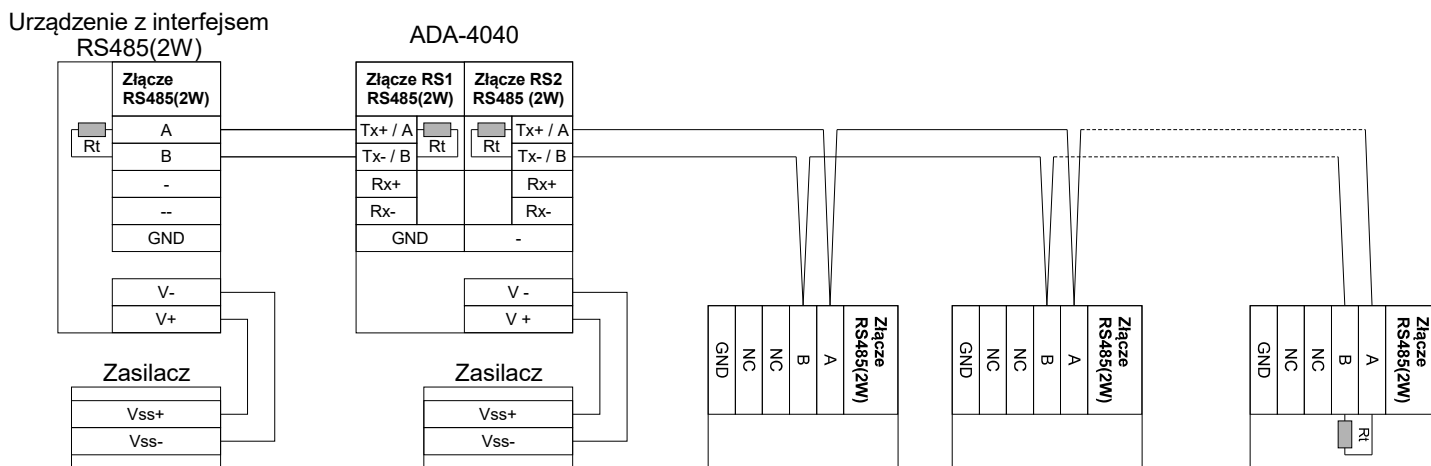 Urządzenie z interfejsem
RS485(2W)
ADA-4040
Złącze
RS485(2W)
A
B
-
--
GND
V-
V+
Rt
Zasilacz
Vss+
Vss-
Złącze RS1
RS485(2W)
Złącze RS2
RS485 (2W)
Tx+ / A
Tx- / B
Rx+
Rx-
GND
Rt
Rt
Tx+ / A
Tx- / B
Rx+
Rx-
-
V -
V +
Zasilacz
Vss+
Vss-
GND
NC
NC
B
A
Złącze
RS485(2W)
GND
NC
NC
B
A
Złącze
RS485(2W)
GND
NC
NC
B
A
Złącze
RS485(2W)
Rt